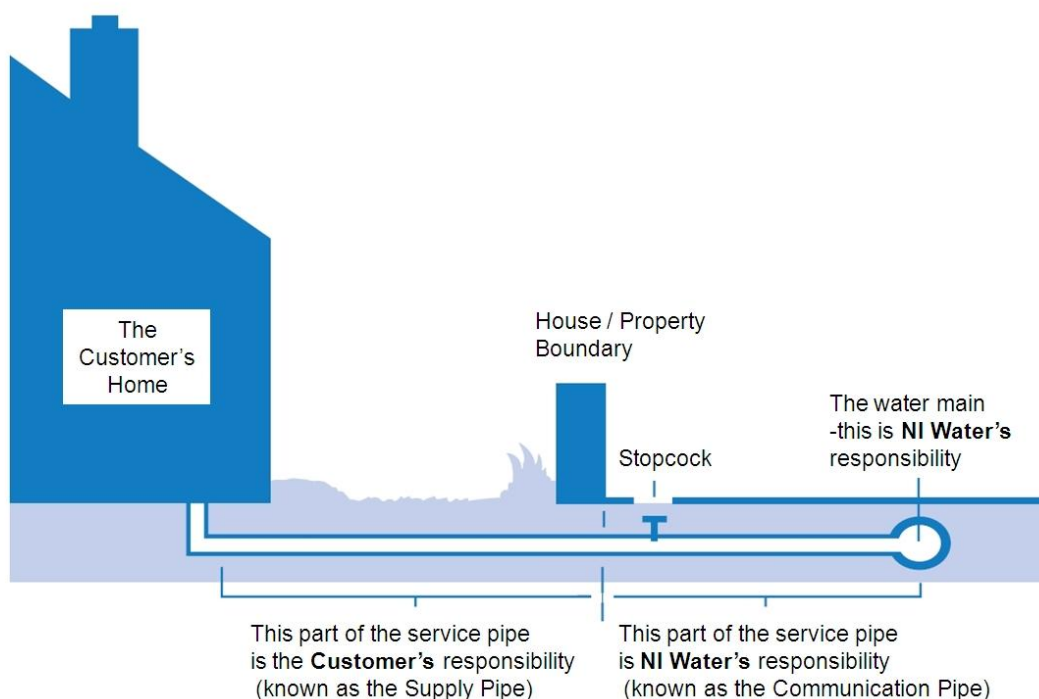 The
Customer's
Home
House / Property
Boundary
Stopcock
The water main
-this is NI Water's
responsibility
This part of the service pipe
is the Customer's responsibility
(known as the Supply Pipe)
This part of the service pipe
is NI Water's responsibility
(known as the Communication Pipe)